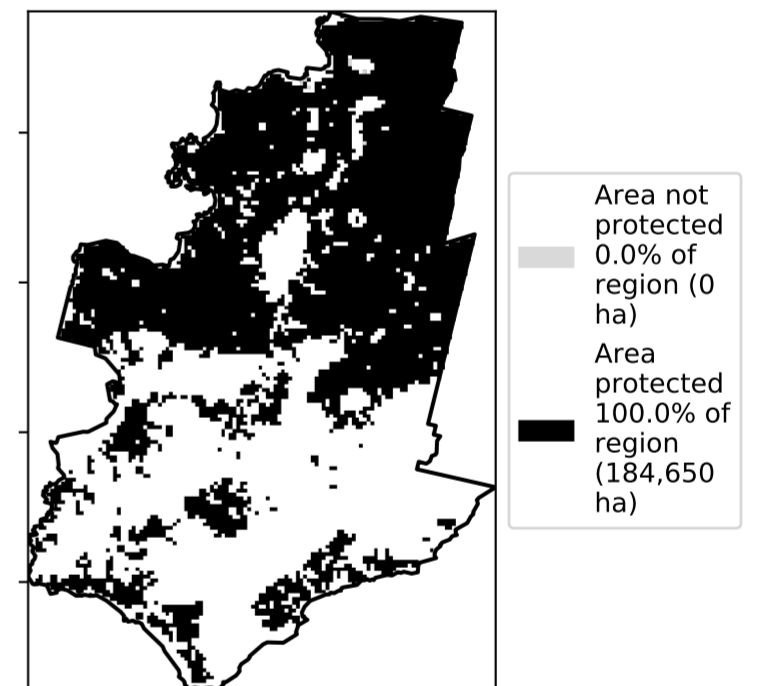 Area not
protected
0.0% of
region (0
ha)
Area
protected
100.0% of
region
(184,650
ha)